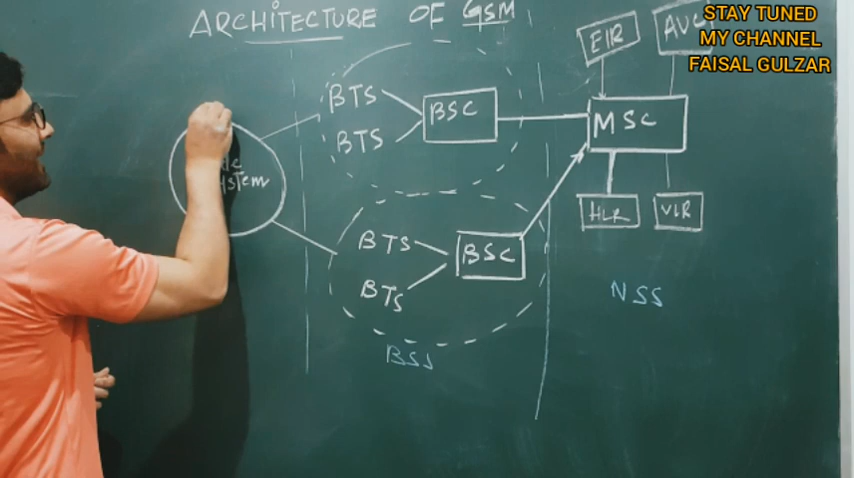 ARCHITECTURE OF GSM
STAY TUNED
MY CHANNEL
FAISAL GULZAR
EIR
BTS
BTS
BSC
MSC
HLR
VLR
BTS
BTS
BSC
NSS
BSS